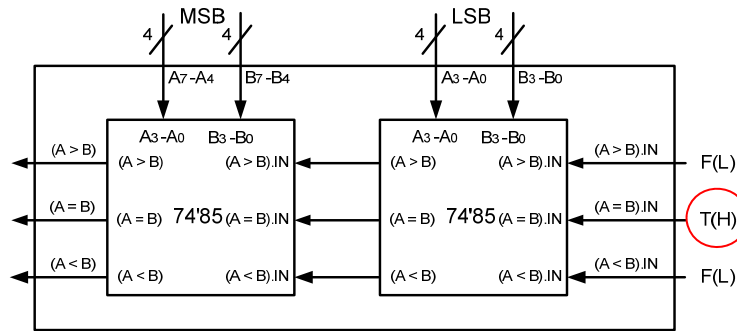 MSB LSB
4 4 4 4
A7-A4 B7-B4 A3-A0 B3-B0
A3-A0 B3-B0 A3-A0 B3-B0
(A > B) (A > B) (A > B).IN (A > B) (A > B).IN (A > B).IN F(L)
(A = B) (A = B) 74'85 (A = B).IN (A = B) 74'85 (A = B).IN (A = B).IN T(H)
(A < B) (A < B) (A < B).IN (A < B) (A < B).IN (A < B).IN F(L)